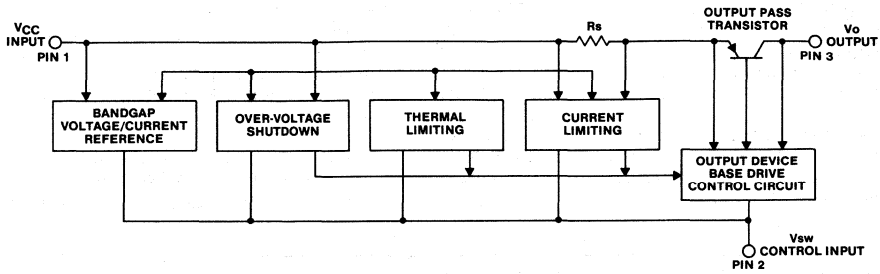 VCC
INPUT
PIN 1
Rs
OUTPUT PASS
TRANSISTOR
Vo
OUTPUT
PIN 3
BANDGAP
VOLTAGE/CURRENT
REFERENCE
OVER-VOLTAGE
SHUTDOWN
THERMAL
LIMITING
CURRENT
LIMITING
OUTPUT DEVICE
BASE DRIVE
CONTROL CIRCUIT
Vsw
CONTROL INPUT
PIN 2